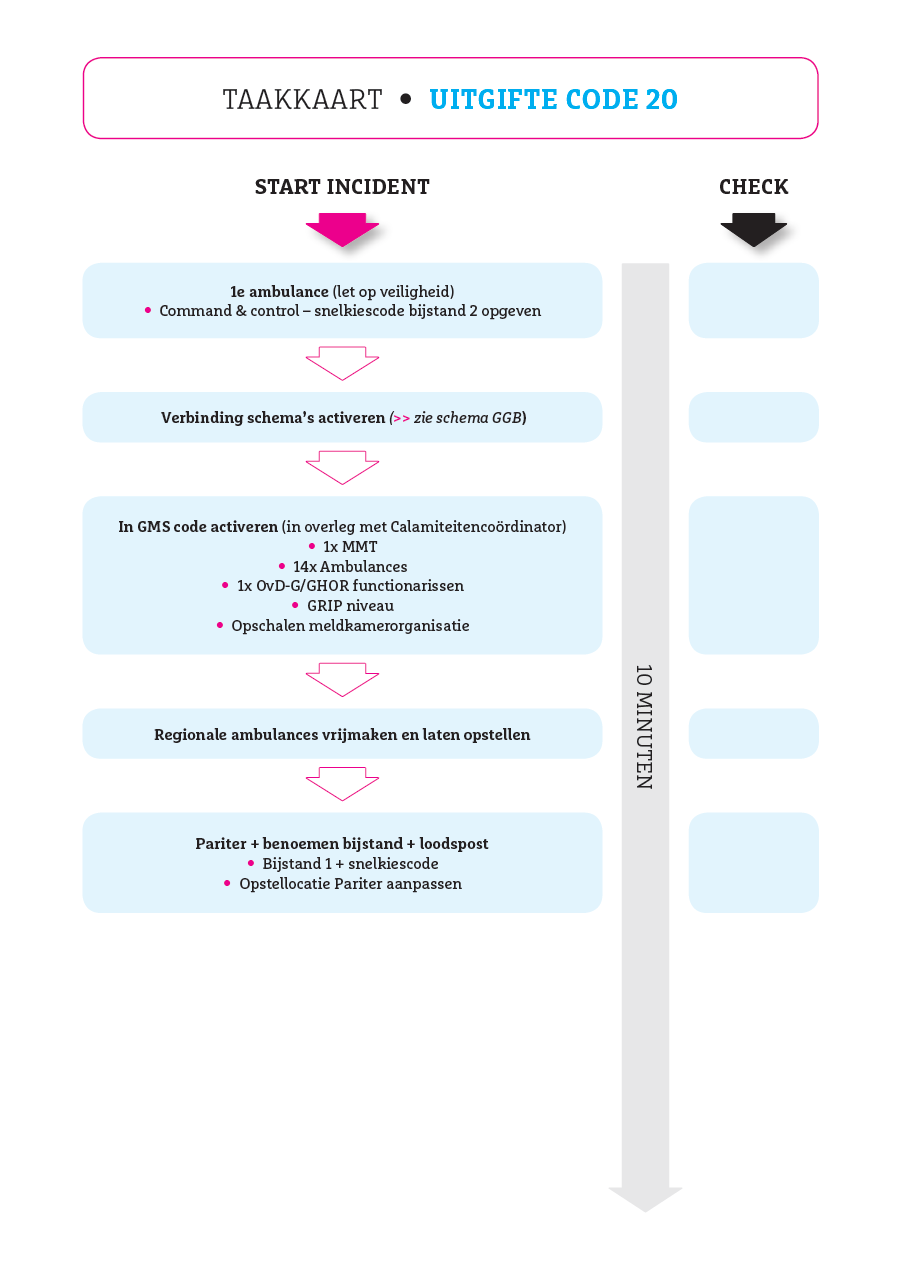 TAAKKAART • UITGIFTE CODE 20
START INCIDENT
CHECK
1e ambulance (let op veiligheid)
• Command & control – snelkiescode bijstand 2 opgeven
Verbinding schema's activeren (>> zie schema GGB)
In GMS code activeren (in overleg met Calamiteitencoördinator)
• 1x MMT
• 14x Ambulances
• 1x OvD-G/GHOR functionarissen
• GRIP niveau
• Opschalen meldkamerorganisatie
Regionale ambulances vrijmaken en laten opstellen
Pariter + benoemen bijstand + loodspost
• Bijstand 1 + snelkiescode
• Opstellocatie Pariter aanpassen
10 MINUTEN